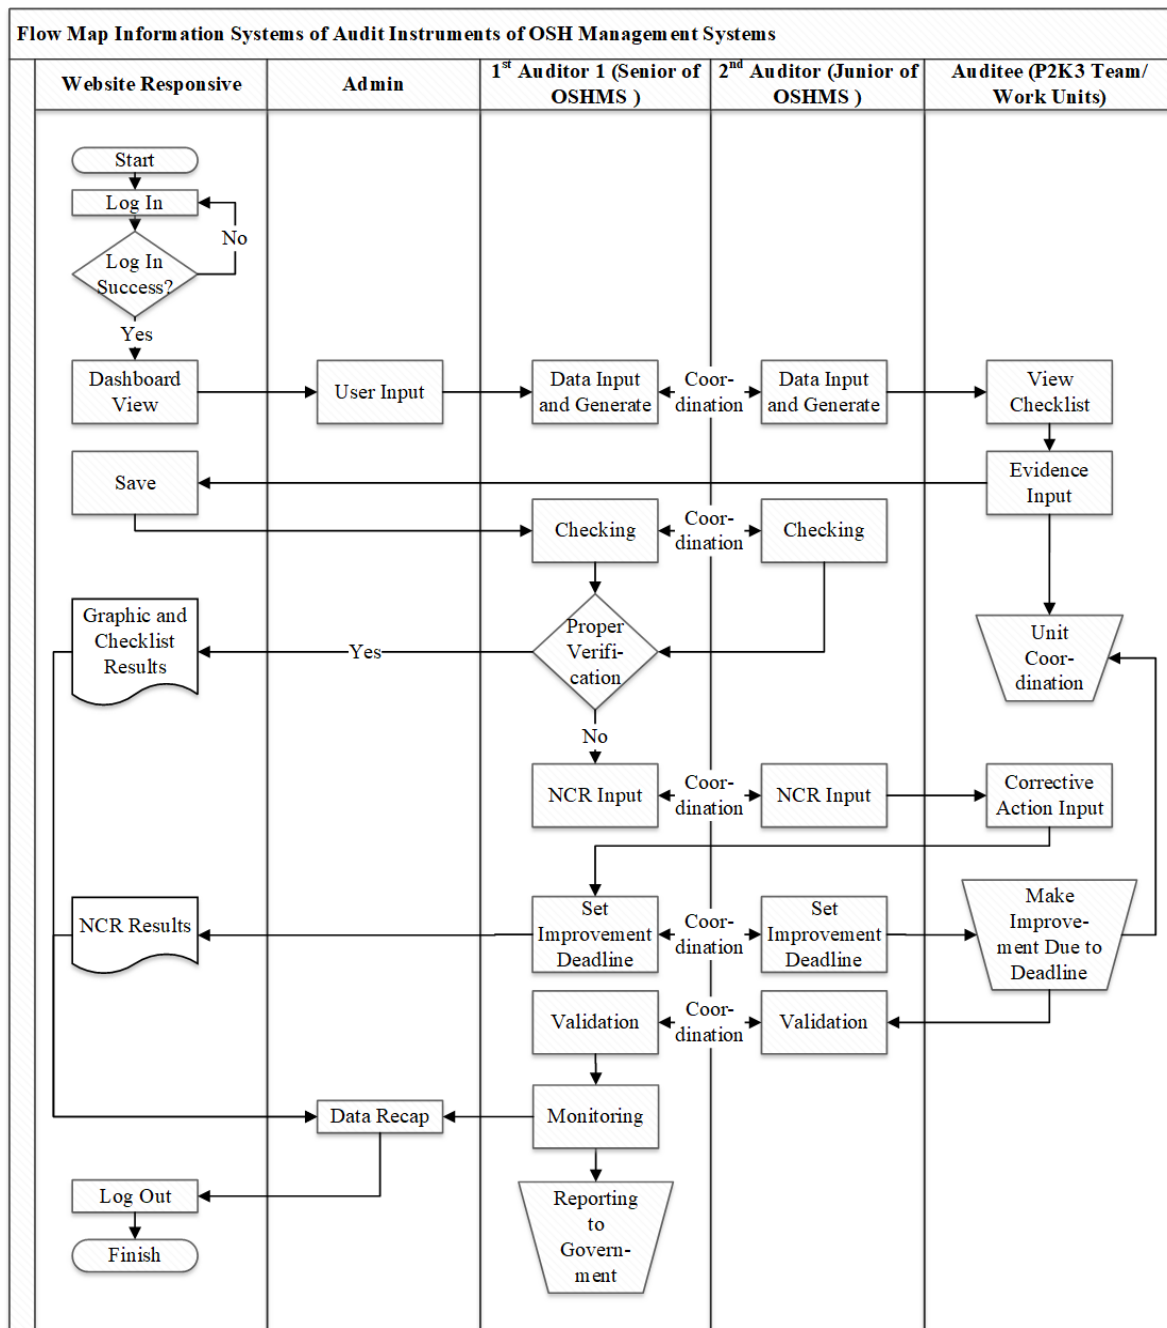 Flow Map Information Systems of Audit Instruments of OSH Management Systems
Website Responsive
Admin
1st Auditor 1 (Senior of
OSHMS )
2nd Auditor (Junior of
OSHMS )
Auditee (P2K3 Team/
Work Units)
Start
Log In
No
Log In
Success?
Yes
Dashboard
View
User Input
Data Input
and Generate
Coor-
dination
Data Input
and Generate
View
Checklist
Save
Evidence
Input
Checking
Coor-
dination
Checking
Graphic and
Checklist
Results
Yes
Proper
Verifi-
cation
Unit
Coor-
dination
No
NCR Input
Coor-
dination
NCR Input
Corrective
Action Input
NCR Results
Set
Improvement
Deadline
Coor-
dination
Set
Improvement
Deadline
Make
Improve-
ment Due to
Deadline
Validation
Coor-
dination
Validation
Data Recap
Monitoring
Log Out
Reporting
to
Govern-
ment
Finish